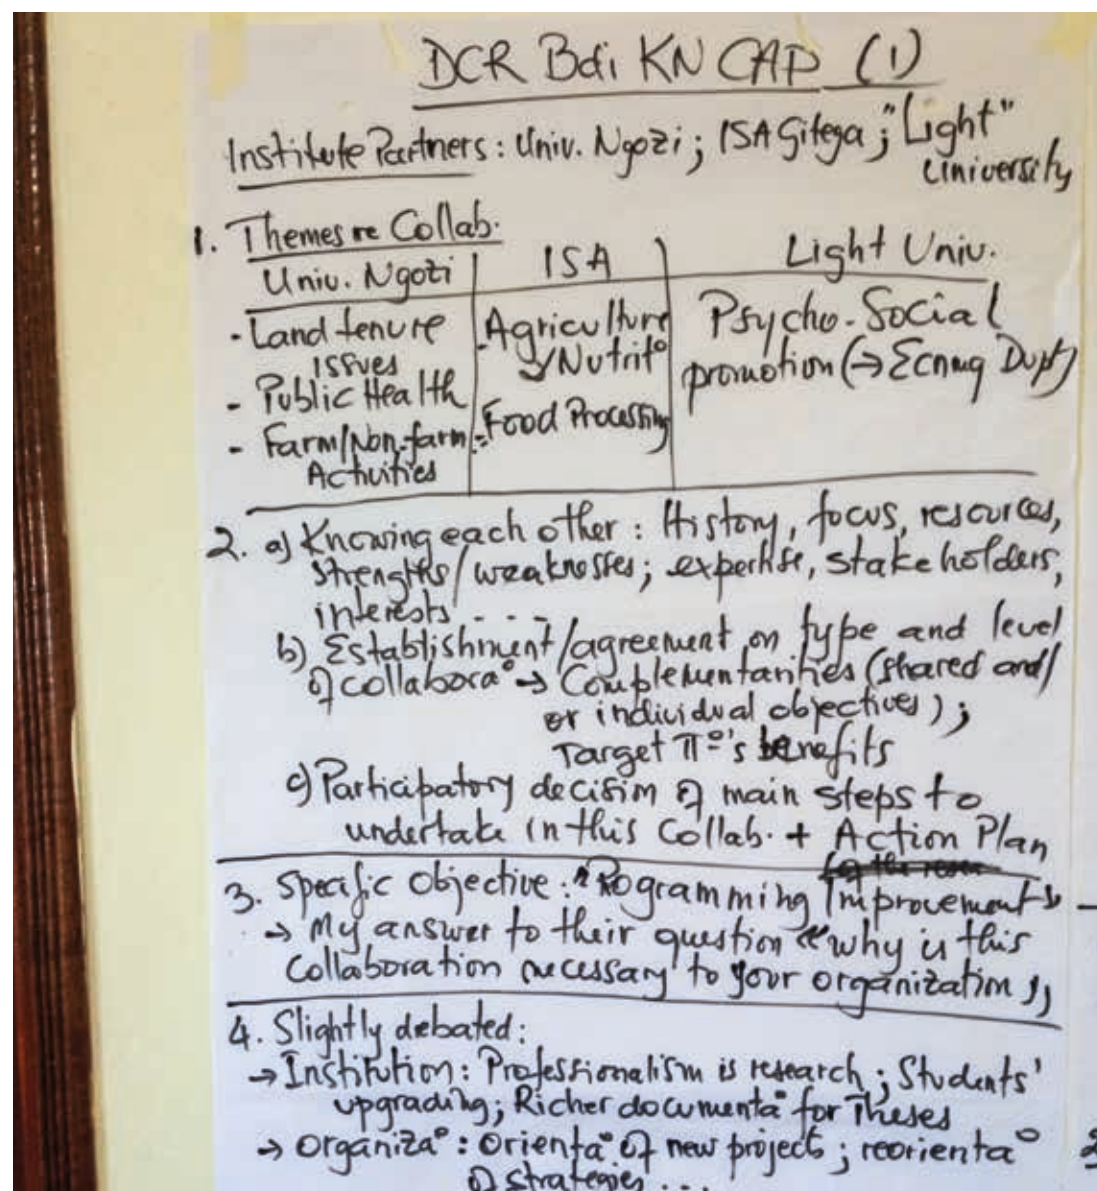 DCR Bdi KN CAP (1)
Institute Partners : Univ. Ngozi ; ISA Gitega ; "Light"
University
1. Themes re Collab.
Univ. Ngozi | ISA | Light Univ.
- Land tenure
issues
- Public Health
- Farm/Non-farm
Activities
- Agriculture
/Nutrit°
- Food Processing
Psycho-Social
promotion (→ Ecnmq Dvpt)
2. a) Knowing each other : History, focus, resources,
strengths/weaknesses; expertise, stakeholders,
interests . . . -
b) Establishment/agreement on type and level
of collabora° → Complementarities (shared and/
or individual objectives) ;
Target π°'s benefits
c) Participatory decision of main steps to
undertake in this Collab. + Action Plan
3. Specific Objective : "Programming Improvement"
→ My answer to their question "why is this
collaboration necessary to your organization"
4. Slightly debated :
→ Institution : Professionalism is research ; Students'
upgrading; Richer documenta° for Theses
→ Organiza° : Orienta° of new projects ; reorienta°
of strategies . . .